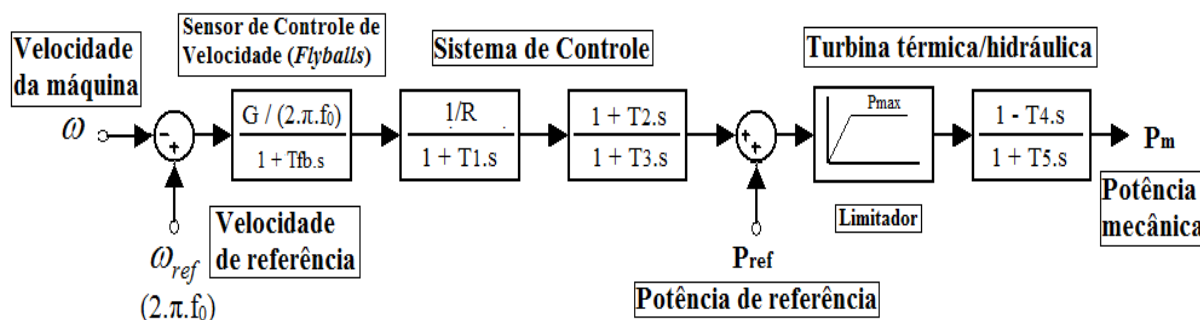 Velocidade
da máquina
ω
Sensor de Controle de
Velocidade (Flyballs)
Sistema de Controle
Turbina térmica/hidráulica
-
+
G / (2.π.f₀)
1 + Tfb.s
1/R
1 + T1.s
1 + T2.s
1 + T3.s
+
+
Pmax
1 - T4.s
1 + T5.s
Pm
Potência
mecânica
Limitador
Velocidade
de referência
ωref
(2.π.f₀)
Pref
Potência de referência